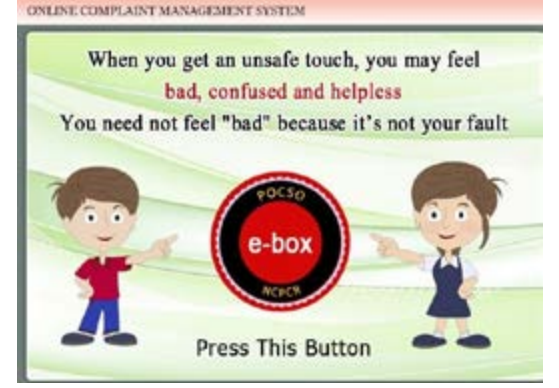 ONLINE COMPLAINT MANAGEMENT SYSTEM
When you get an unsafe touch, you may feel
bad, confused and helpless
You need not feel "bad" because it's not your fault
POCSO
e-box
NCPCR
Press This Button